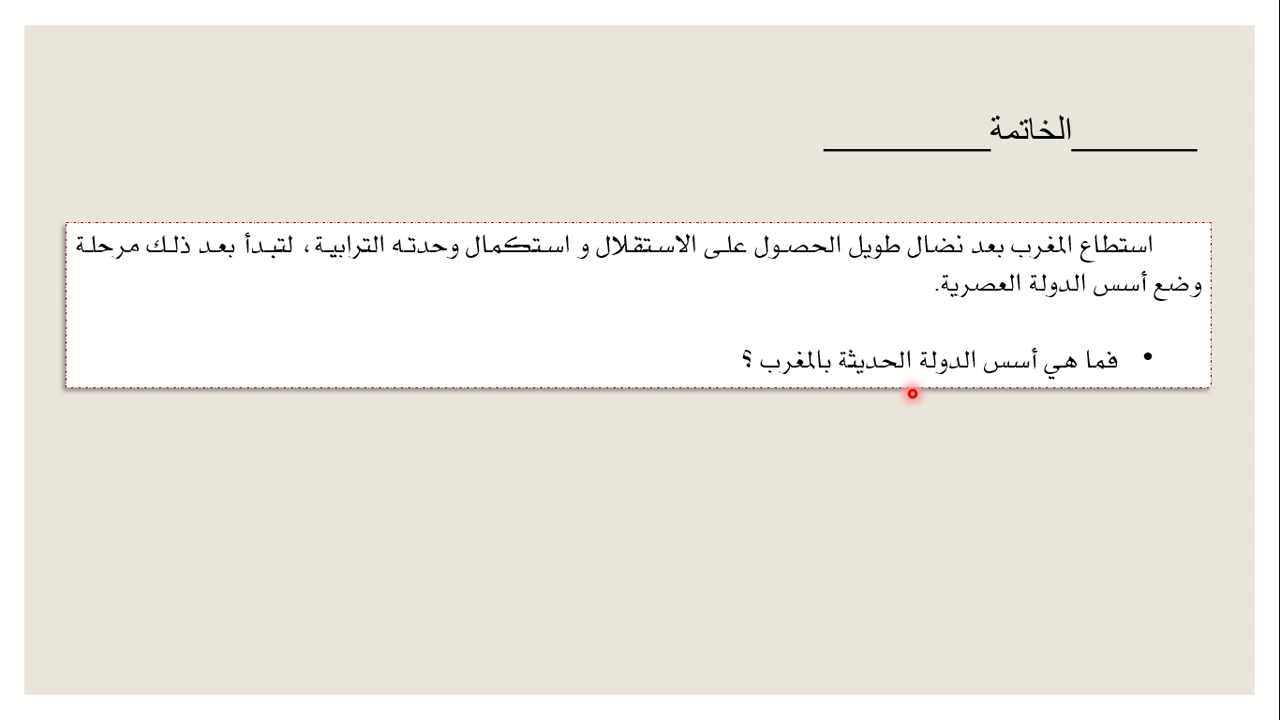 الخاتمة
استطاع المغرب بعد نضال طويل الحصول على الاستقلال و استكمال وحدته الترابية، لتبدأ بعد ذلك مرحلة
وضع أسس الدولة العصرية.
• فما هي أسس الدولة الحديثة بالمغرب ؟